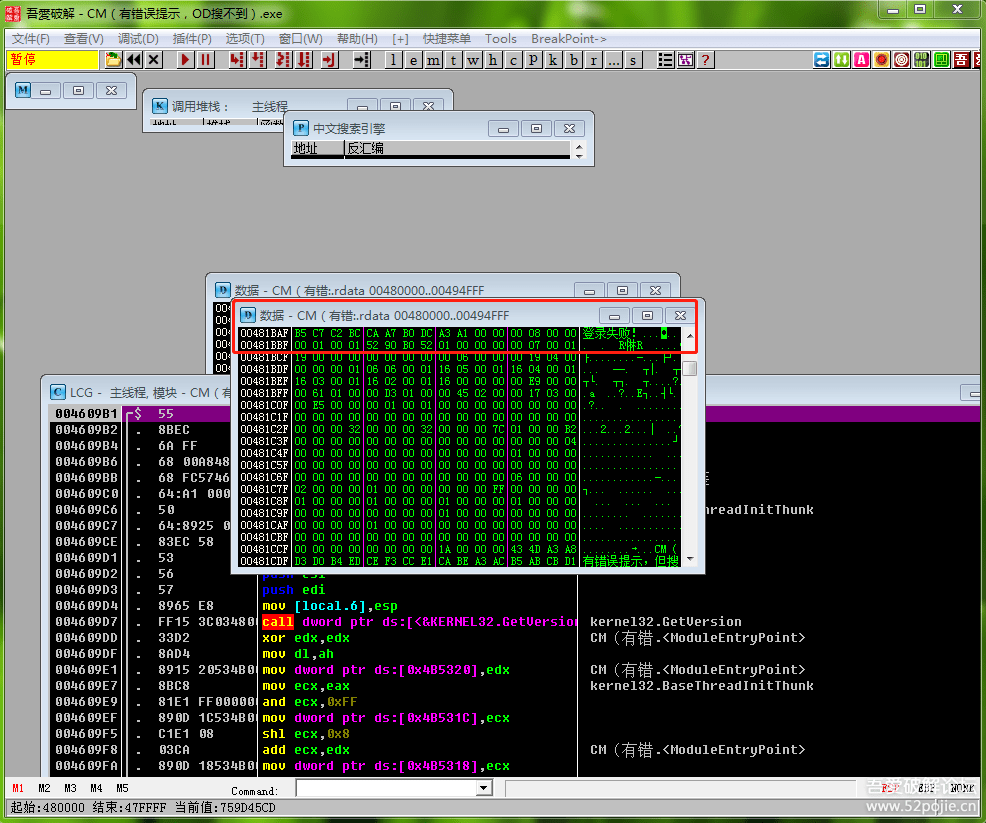 吾愛破解 - CM（有错误提示，OD搜不到）.exe
文件(F) 查看(V) 调试(D) 插件(P) 选项(T) 窗口(W) 帮助(H) [+] 快捷菜单 Tools BreakPoint->
暂停 l e m t w h c P k b r ... s ?
M
K 调用堆栈： 主线程
P 中文搜索引擎
地址 反汇编
D 数据 - CM（有错:.rdata 00480000..00494FFF
D 数据 - CM（有错:.rdata 00480000..00494FFF
00481BAF B5 C7 C2 BC CA A7 B0 DC A3 A1 00 00 00 08 00 00 登录失败!
00481BBF 00 01 00 01 52 90 B0 52 01 00 00 00 00 07 00 01
19 00 00 00 00 00 00 00 00 00 06 00 19 04 00
00481BDF 00 00 00 01 06 06 00 01 16 05 00 01 16 04 00 01
00481BEF 16 03 00 01 16 02 00 01 16 00 00 00 00 E9 00 00
00481BFF 00 61 01 00 00 D3 01 00 00 45 02 00 00 17 03 00
00481C0F 00 E5 00 00 00 01 00 00 00 00 00 00 00 00 00 00
00481C1F 00 00 00 00 00 00 00 00 00 00 00 00 00 00 00 00
00481C2F 00 00 00 32 00 00 00 32 00 00 00 7C 01 00 00 B2
00481C3F 00 00 00 00 00 00 00 00 00 00 00 00 00 00 00 04
00481C4F 00 00 00 00 00 00 00 00 00 00 00 00 01 00 00 00
00481C5F 00 00 00 00 00 00 00 00 00 00 00 00 00 00 00 00
00481C6F 00 00 00 00 00 00 00 00 00 00 00 00 06 00 00 00
00481C7F 02 00 00 00 01 00 00 00 00 00 00 FF 00 00 00 00
00481C8F 01 00 00 00 01 00 00 00 01 00 00 00 01 00 00 00
00481C9F 00 00 00 00 00 00 00 00 01 00 00 00 00 00 00 00
00481CAF 00 00 00 00 01 00 00 00 00 00 00 00 00 00 00 00
00481CBF 00 00 00 00 00 00 00 00 00 00 00 00 00 00 00 00
00481CCF 00 00 00 00 00 00 00 00 1A 00 00 00 43 4D A3 A8 CM（
00481CDF D3 D0 B4 ED CE F3 CC E1 CA BE A3 AC B5 AB CB D1 有错误提示，但搜
C LCG - 主线程, 模块 - CM（有
004609B1 $ 55
004609B2 . 8BEC
004609B4 . 6A FF
004609B6 . 68 00A848
004609BB . 68 FC5746
004609C0 . 64:A1 000
004609C6 . 50 readInitThunk
004609C7 . 64:8925 0
004609CE . 83EC 58
004609D1 . 53
004609D2 . 56 push esi
004609D3 . 57 push edi
004609D4 . 8965 E8 mov [local.6],esp
004609D7 . FF15 3C03480 call dword ptr ds:[<&KERNEL32.GetVersion kernel32.GetVersion
004609DD . 33D2 xor edx,edx CM（有错.<ModuleEntryPoint>
004609DF . 8AD4 mov dl,ah
004609E1 . 8915 20534B0 mov dword ptr ds:[0x4B5320],edx CM（有错.<ModuleEntryPoint>
004609E7 . 8BC8 mov ecx,eax kernel32.BaseThreadInitThunk
004609E9 . 81E1 FF00000 and ecx,0xFF
004609EF . 890D 1C534B0 mov dword ptr ds:[0x4B531C],ecx
004609F5 . C1E1 08 shl ecx,0x8
004609F8 . 03CA add ecx,edx CM（有错.<ModuleEntryPoint>
004609FA . 890D 18534B0 mov dword ptr ds:[0x4B5318],ecx
M1 M2 M3 M4 M5 Command:
起始:480000 结束:47FFFF 当前值:759D45CD
吾爱破解论坛
www.52pojie.cn